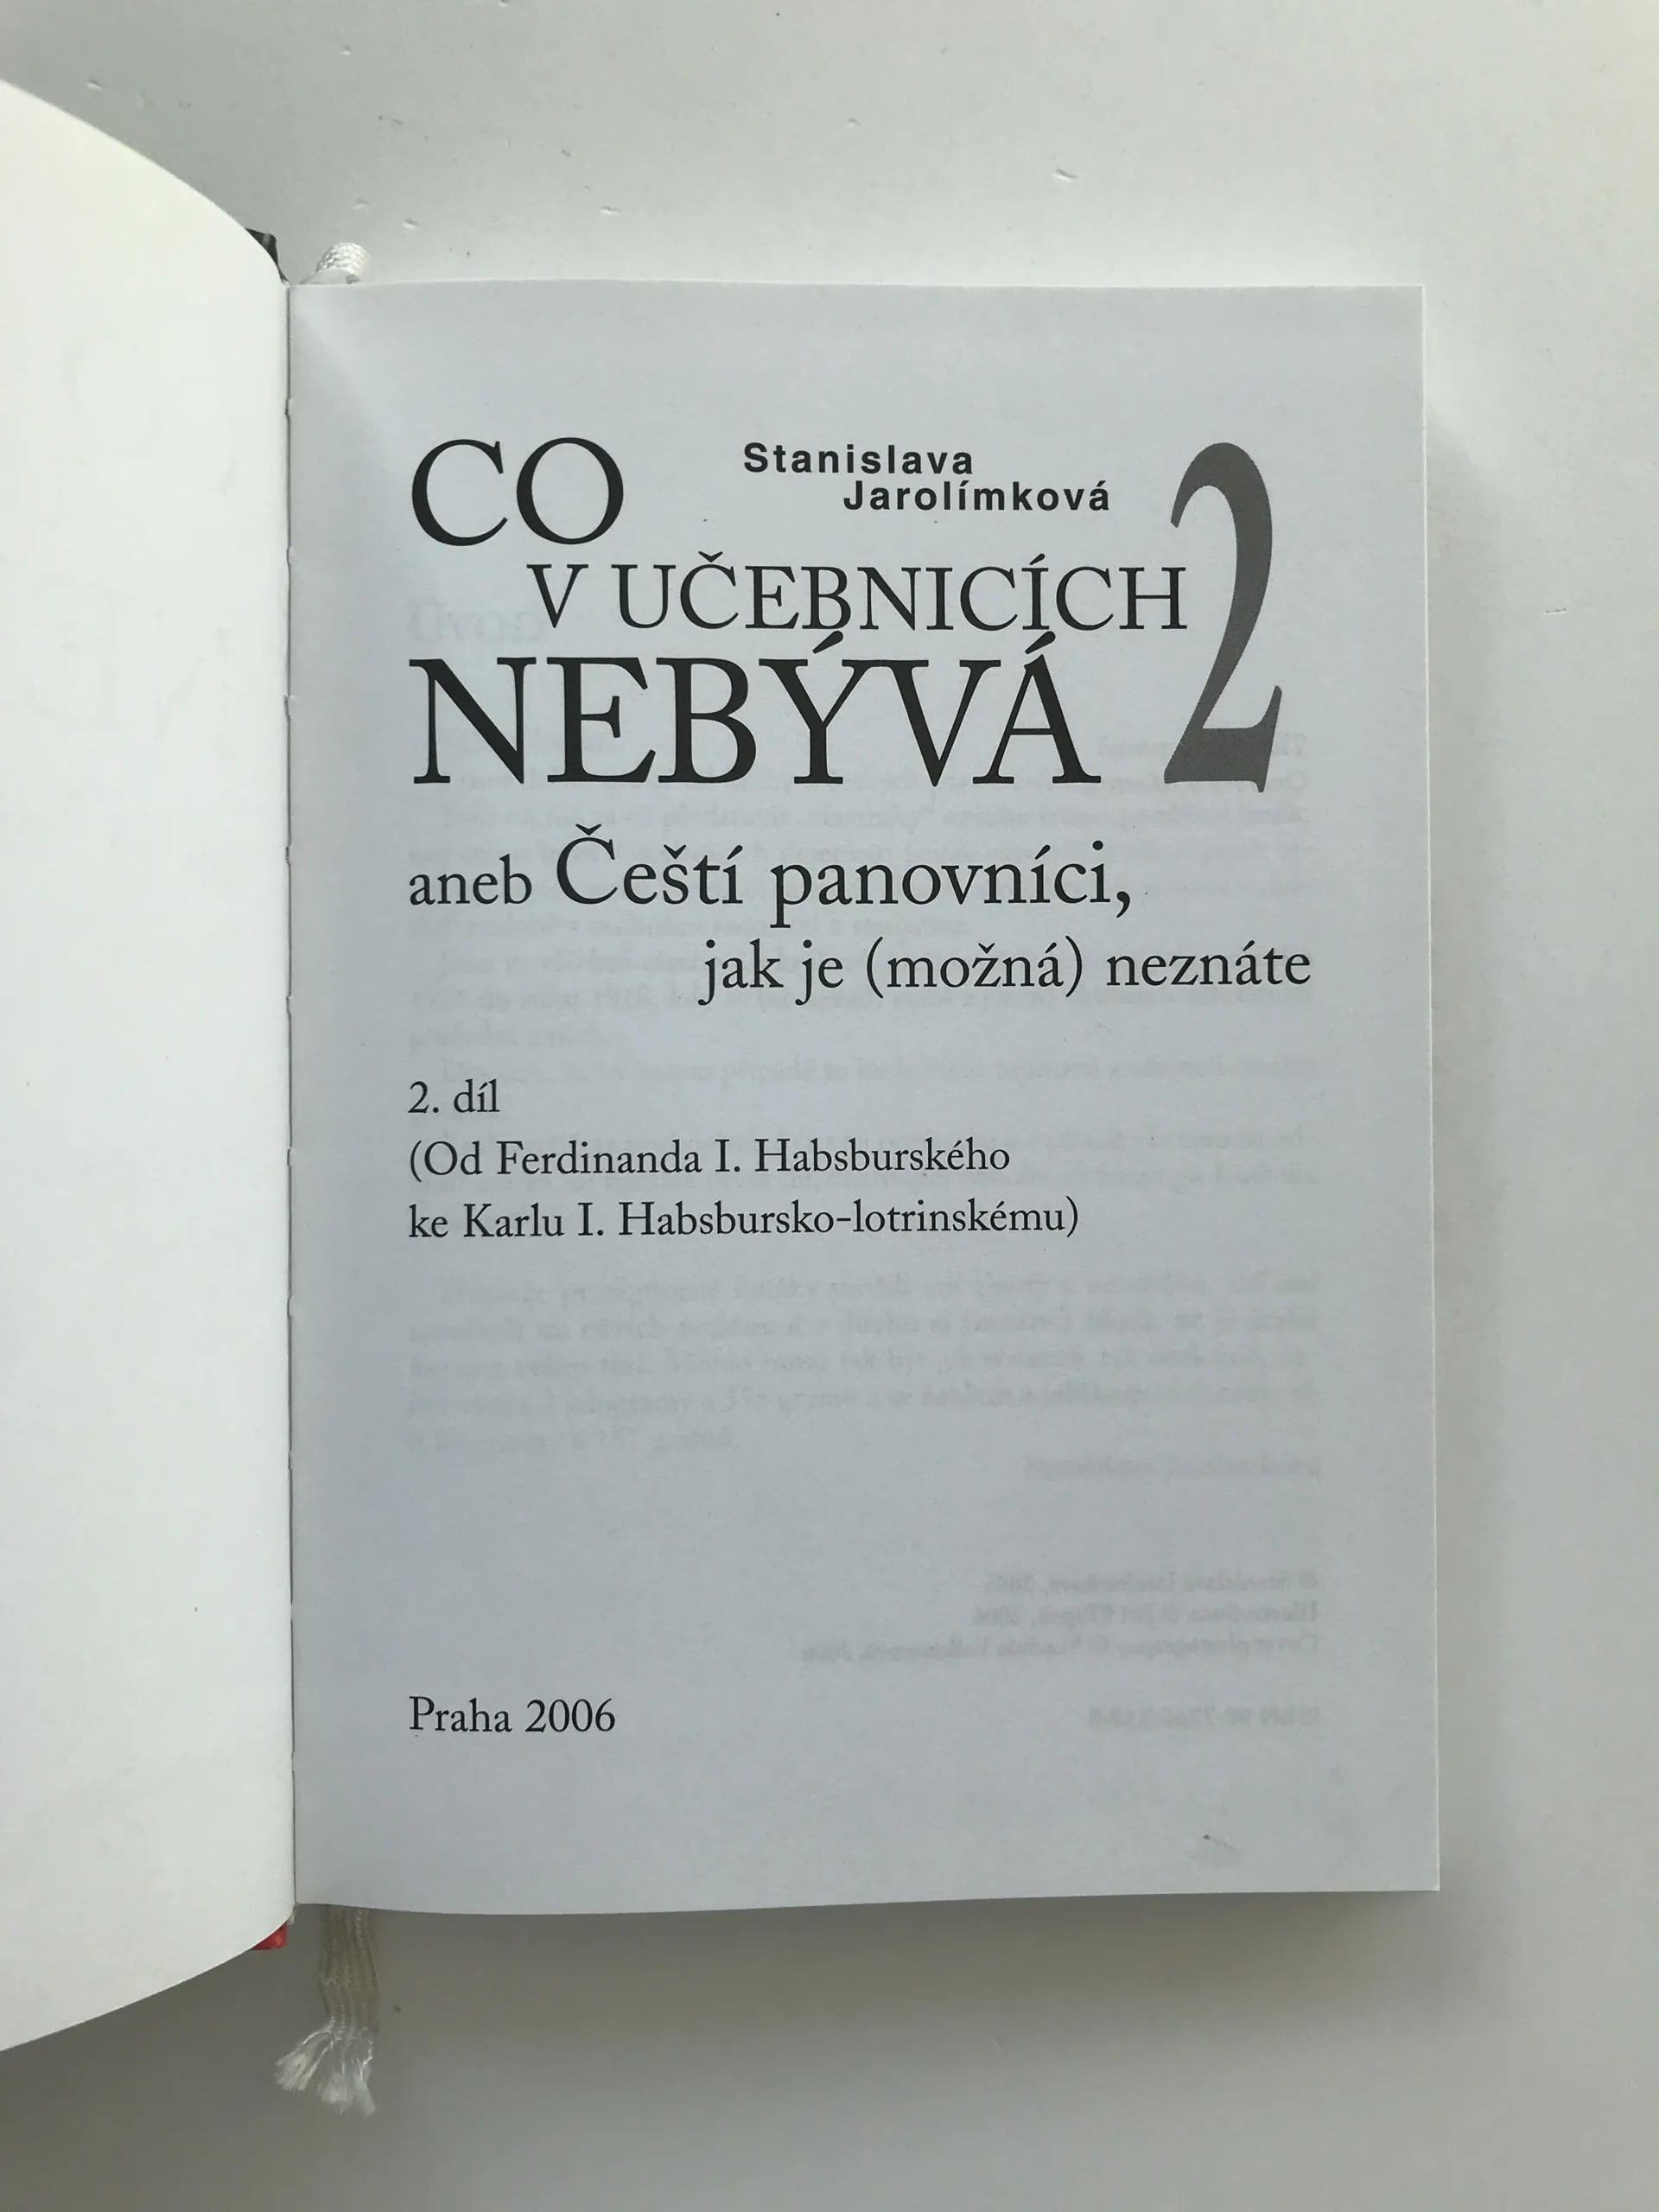 Stanislava
Jarolímková
CO
V UČEBNICÍCH
NEBÝVÁ 2
aneb Čeští panovníci,
jak je (možná) neznáte
2. díl
(Od Ferdinanda I. Habsburského
ke Karlu I. Habsbursko-lotrinskému)
Praha 2006